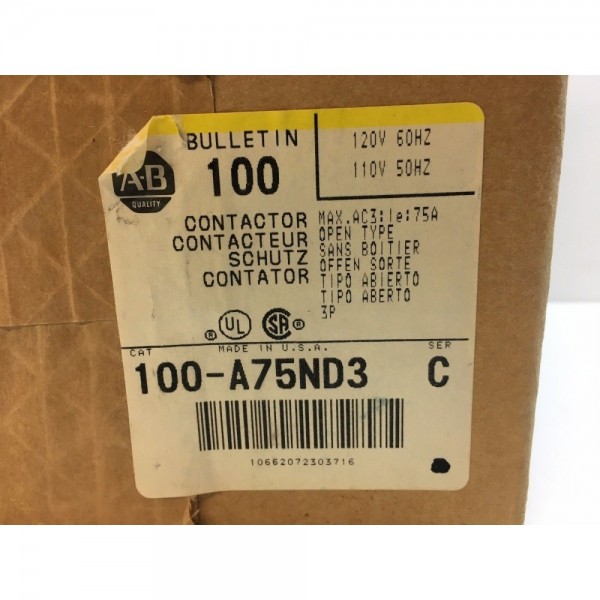 BULLETIN
100
120V 60HZ
110V 50HZ
A-B
QUALITY
CONTACTOR
CONTACTEUR
SCHUTZ
CONTATOR
MAX.AC3:Ie:75A
OPEN TYPE
SANS BOITIER
OFFEN SORTE
TIPO ABIERTO
TIPO ABERTO
3P
® UL ® SA
MADE IN U.S.A.
CAT SER
100-A75ND3 C
10662072303716